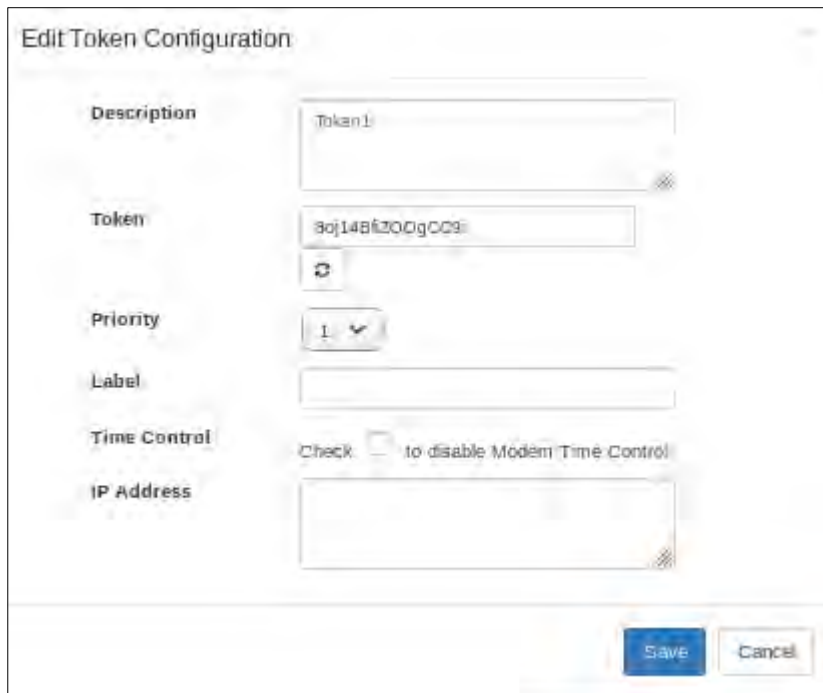 Edit Token Configuration
Description
Token1
Token
Priority
1
Label
Time Control
Check to disable Modem Time Control
IP Address
Save
Cancel